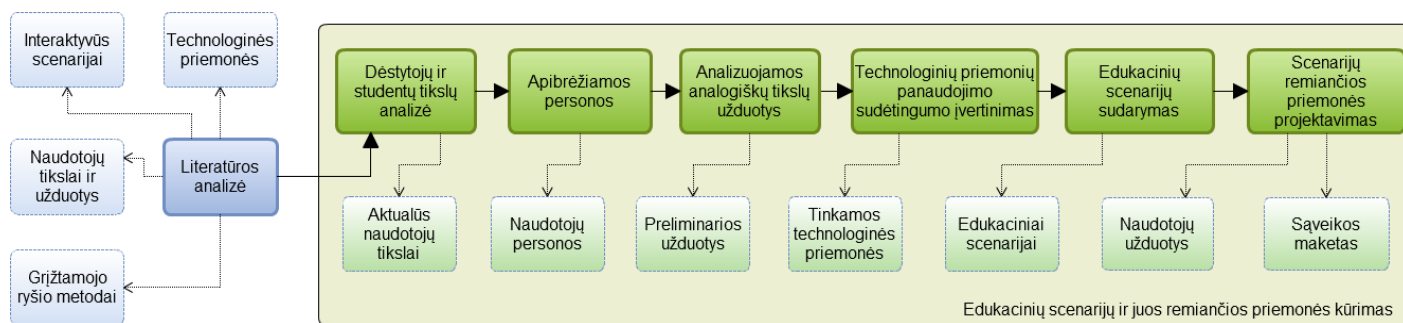 Interaktyvūs
scenarijai
Technologinės
priemonės
Naudotojų
tikslai ir
užduotys
Literatūros
analizė
Grįžtamojo
ryšio metodai
Dėstytojų ir
studentų tikslų
analizė
Apibrėžiamos
personos
Analizuojamos
analogiškų tikslų
užduotys
Technologinių priemonių
panaudojimo
sudėtingumo įvertinimas
Edukacinių
scenarijų
sudarymas
Scenarijų
remiančios
priemonės
projektavimas
Aktualūs
naudotojų
tikslai
Naudotojų
personos
Preliminarios
užduotys
Tinkamos
technologinės
priemonės
Edukaciniai
scenarijai
Naudotojų
užduotys
Sąveikos
maketas
Edukacinių scenarijų ir juos remiančios priemonės kūrimas